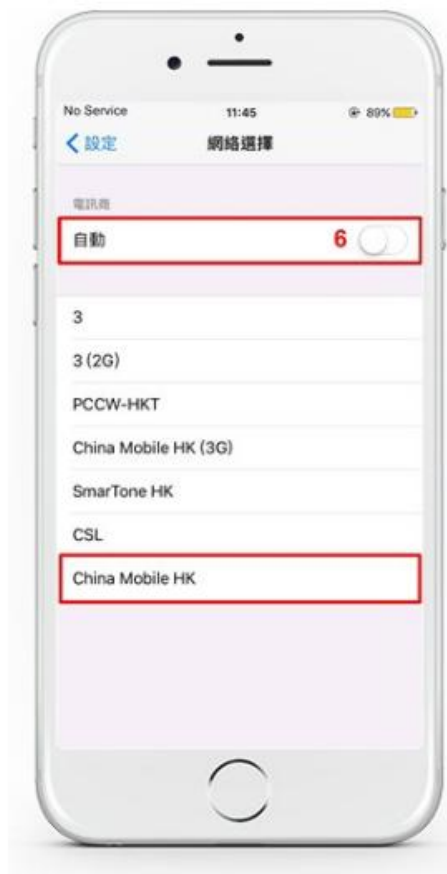 No Service 11:45 89%
設定 網絡選擇
電訊商
自動 6
3
3 (2G)
PCCW-HKT
China Mobile HK (3G)
SmarTone HK
CSL
China Mobile HK